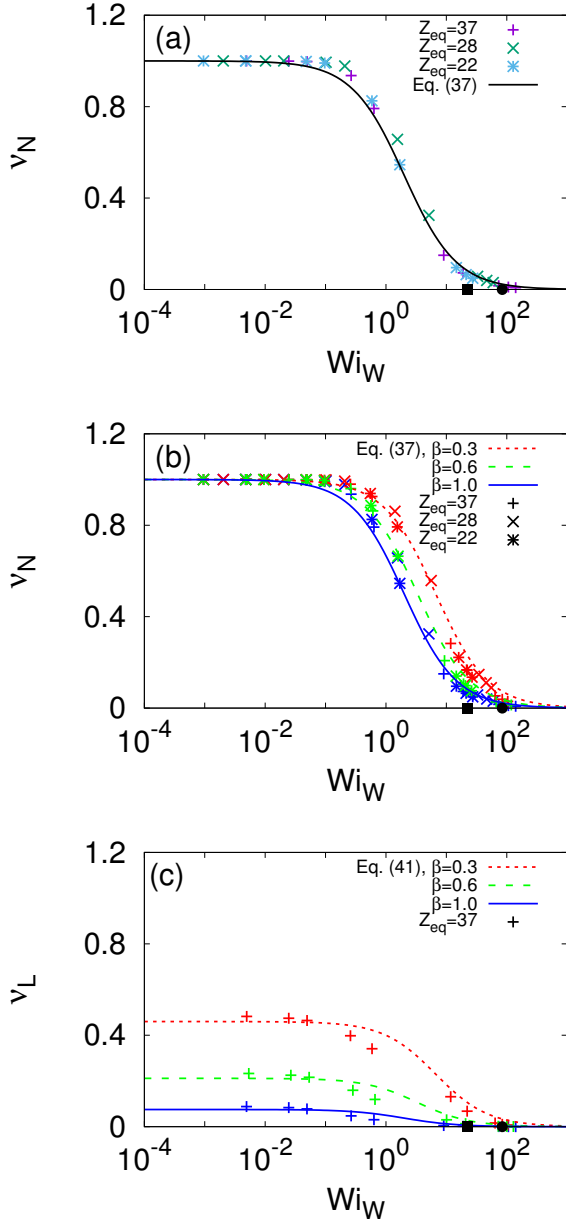 (a)
Z_eq=37
Z_eq=28
Z_eq=22
Eq. (37)
1.2
0.8
0.4
0
ν_N
10^-4 10^-2 10^0 10^2
Wi_W
(b)
Eq. (37), β=0.3
β=0.6
β=1.0
Z_eq=37
Z_eq=28
Z_eq=22
1.2
0.8
0.4
0
ν_N
10^-4 10^-2 10^0 10^2
Wi_W
(c)
Eq. (41), β=0.3
β=0.6
β=1.0
Z_eq=37
1.2
0.8
0.4
0
ν_L
10^-4 10^-2 10^0 10^2
Wi_W